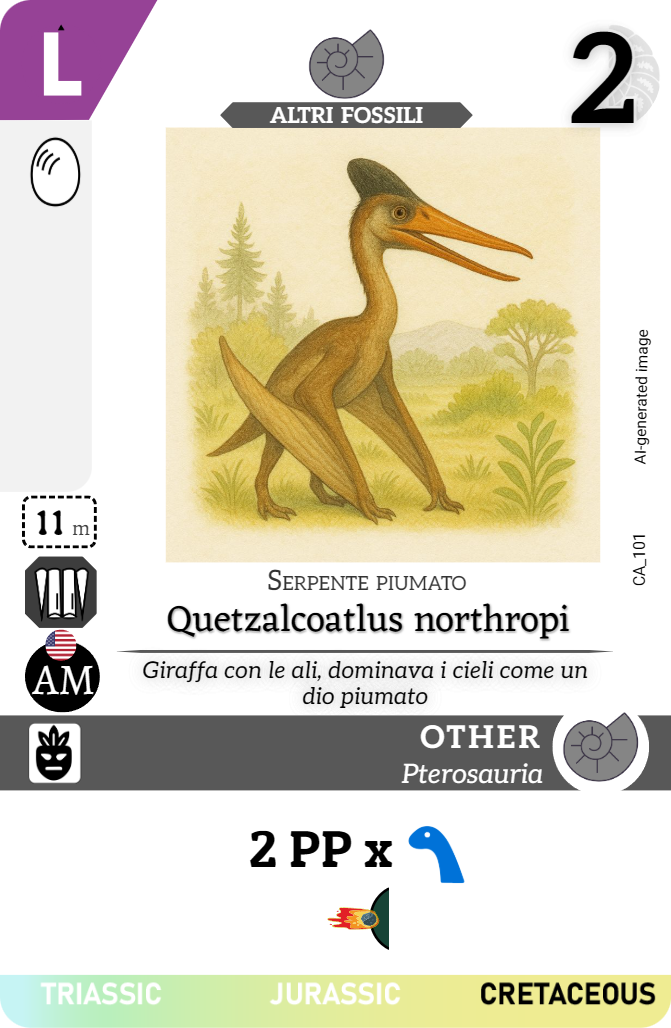 L
2
ALTRI FOSSILI
AI-generated image
CA_101
11 m
AM
Serpente piumato
Quetzalcoatlus northropi
Giraffa con le ali, dominava i cieli come un
dio piumato
OTHER
Pterosauria
2 PP x
TRIASSIC JURASSIC CRETACEOUS